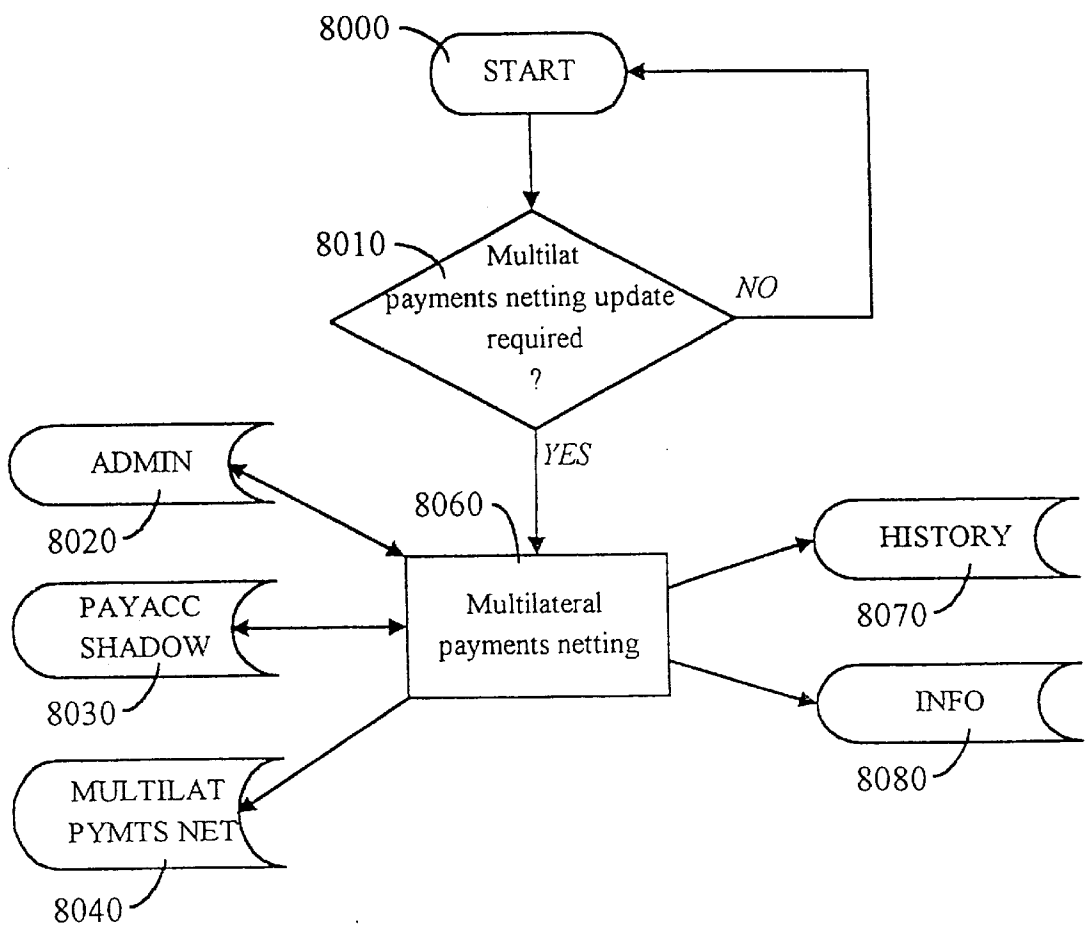 8000
START
8010
Multilat
payments netting update
required
?
NO
YES
ADMIN
8020
8060
HISTORY
8070
PAYACC
SHADOW
8030
Multilateral
payments netting
INFO
8080
MULTILAT
PYMTS NET
8040